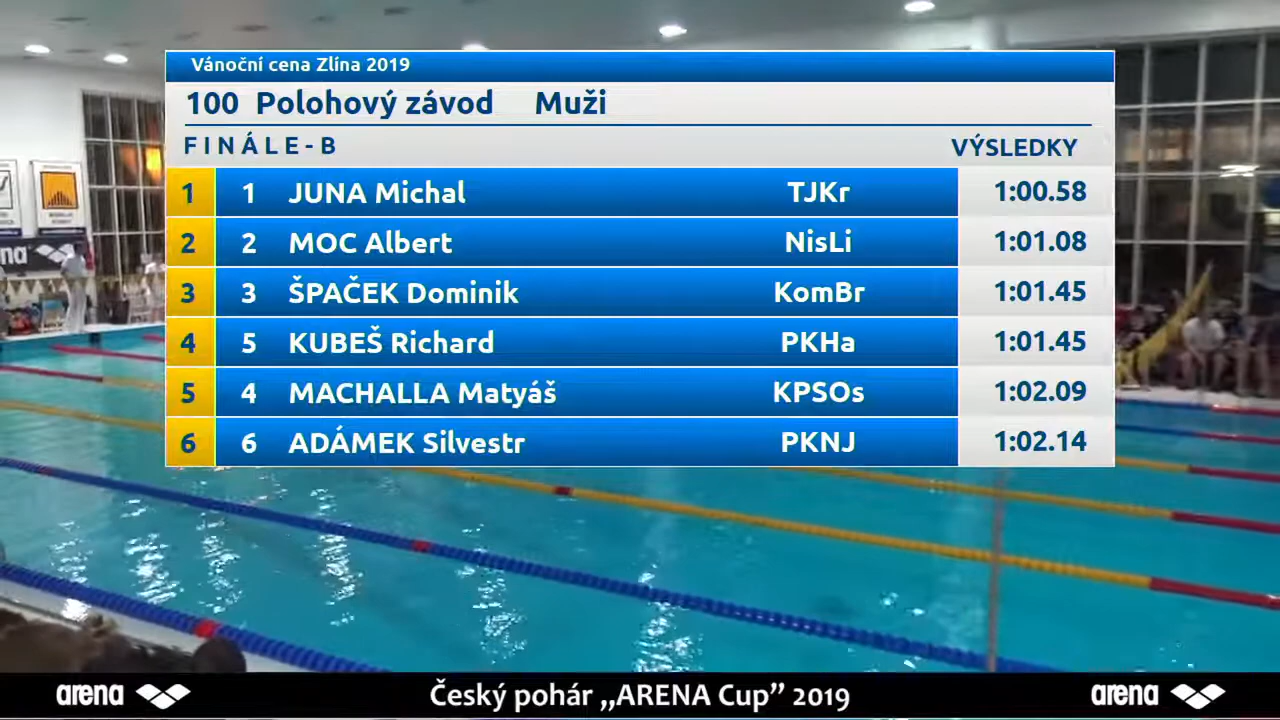 Vánoční cena Zlína 2019
100 Polohový závod Muži
FINÁLE-B VÝSLEDKY
1 1 JUNA Michal TJKr 1:00.58
2 2 MOC Albert NisLi 1:01.08
3 3 ŠPAČEK Dominik KomBr 1:01.45
4 5 KUBEŠ Richard PKHa 1:01.45
5 4 MACHALLA Matyáš KPSOs 1:02.09
6 6 ADÁMEK Silvestr PKNJ 1:02.14
na
arena Český pohár „ARENA Cup” 2019 arena